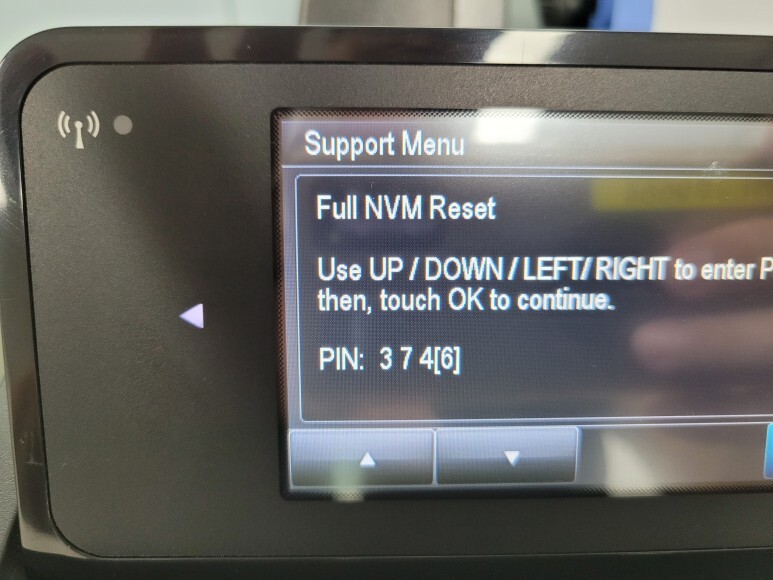 Support Menu
Full NVM Reset
Use UP / DOWN / LEFT/ RIGHT to enter P
then, touch OK to continue.
PIN: 3 7 4[6]